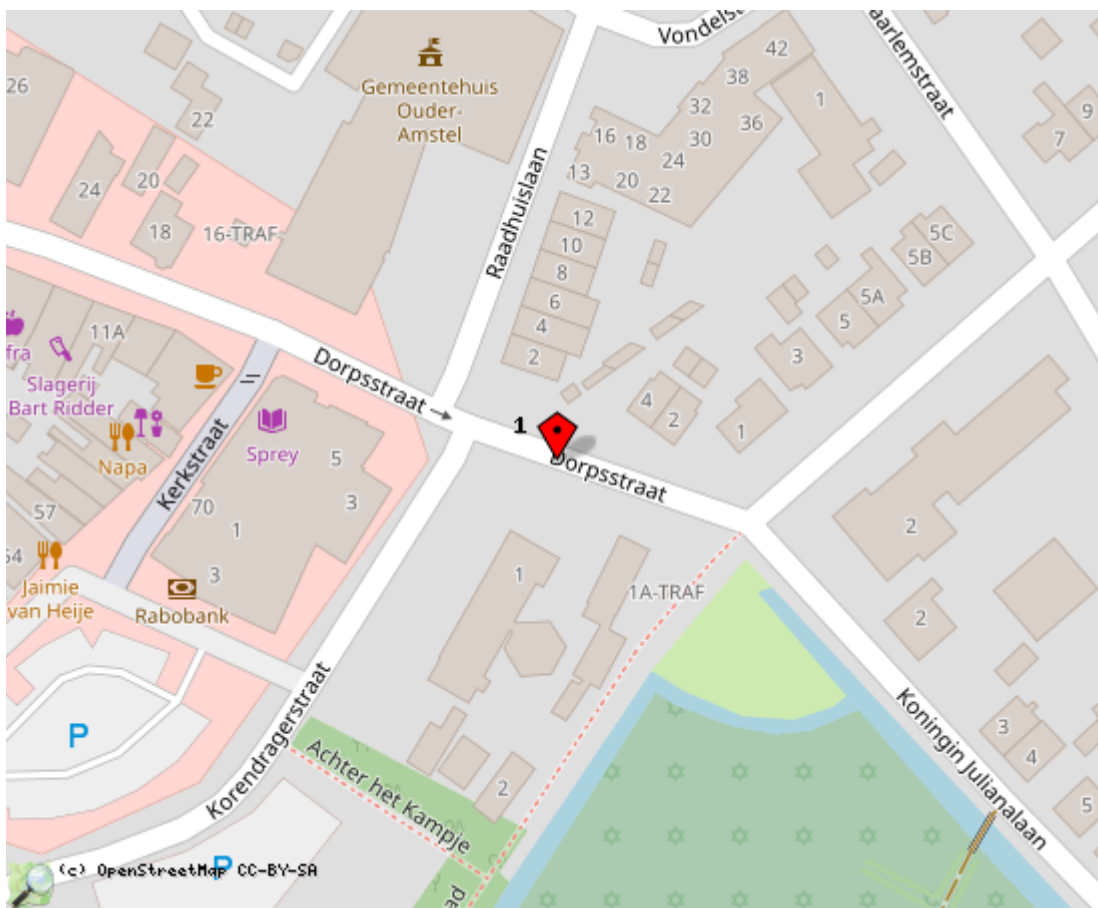 Vondelst
aarlemstraat
42
38
1
26
Gemeentehuis
Ouder-
Amstel
32
36
9
22
16
18
30
7
24
20
13
20
22
24
Raadhuislaan
12
18
16-TRAF
10
5C
5B
8
6
5A
4
5
11A
2
3
fra
Dorpsstraat
Slagerij
Bart Ridder
4
2
1
1
Napa
Sprey
5
Dorpsstraat
Kerkstraat
3
57
70
1
2
54
3
1
1A-TRAF
Jaimie
van Heije
Rabobank
2
Korendragerstraat
Koningin Julianalaan
P
3
4
Achter het Kampje
2
5
P
(c) OpenStreetMap CC-BY-SA